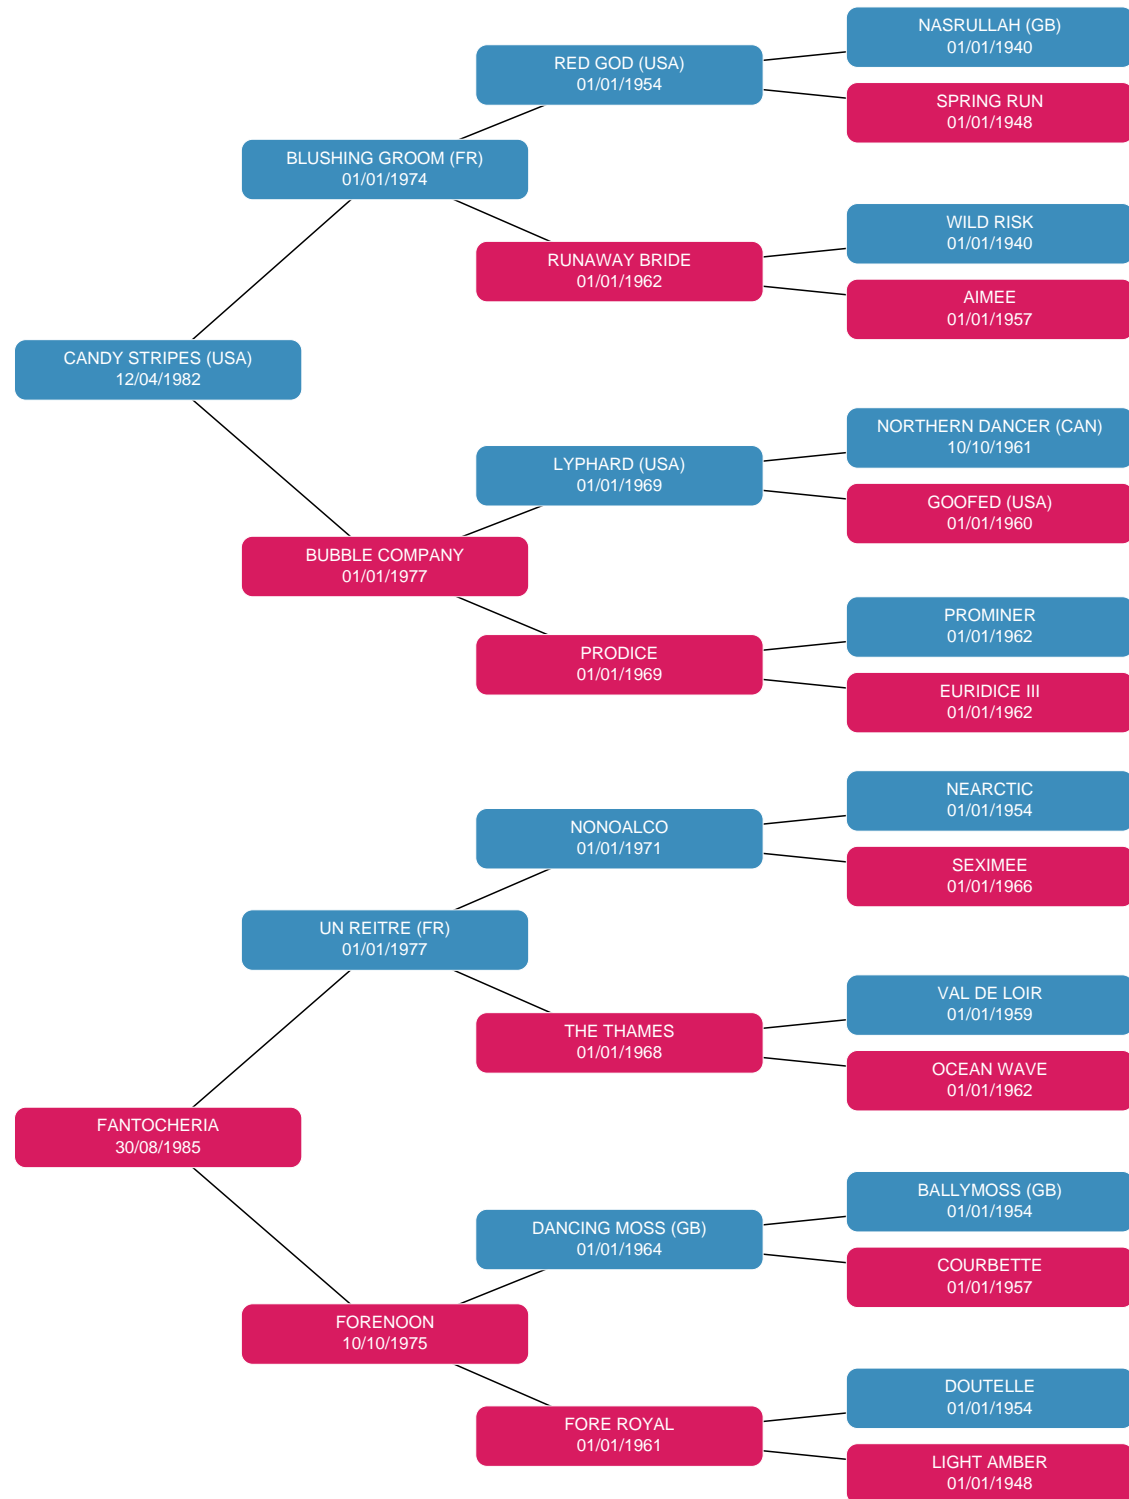 NASRULLAH (GB)
01/01/1940
RED GOD (USA)
01/01/1954
SPRING RUN
01/01/1948
BLUSHING GROOM (FR)
01/01/1974
WILD RISK
01/01/1940
RUNAWAY BRIDE
01/01/1962
AIMEE
01/01/1957
CANDY STRIPES (USA)
12/04/1982
NORTHERN DANCER (CAN)
10/10/1961
LYPHARD (USA)
01/01/1969
GOOFED (USA)
01/01/1960
BUBBLE COMPANY
01/01/1977
PROMINER
01/01/1962
PRODICE
01/01/1969
EURIDICE III
01/01/1962
NEARCTIC
01/01/1954
NONOALCO
01/01/1971
SEXIMEE
01/01/1966
UN REITRE (FR)
01/01/1977
VAL DE LOIR
01/01/1959
THE THAMES
01/01/1968
OCEAN WAVE
01/01/1962
FANTOCHERIA
30/08/1985
BALLYMOSS (GB)
01/01/1954
DANCING MOSS (GB)
01/01/1964
COURBETTE
01/01/1957
FORENOON
10/10/1975
DOUTELLE
01/01/1954
FORE ROYAL
01/01/1961
LIGHT AMBER
01/01/1948